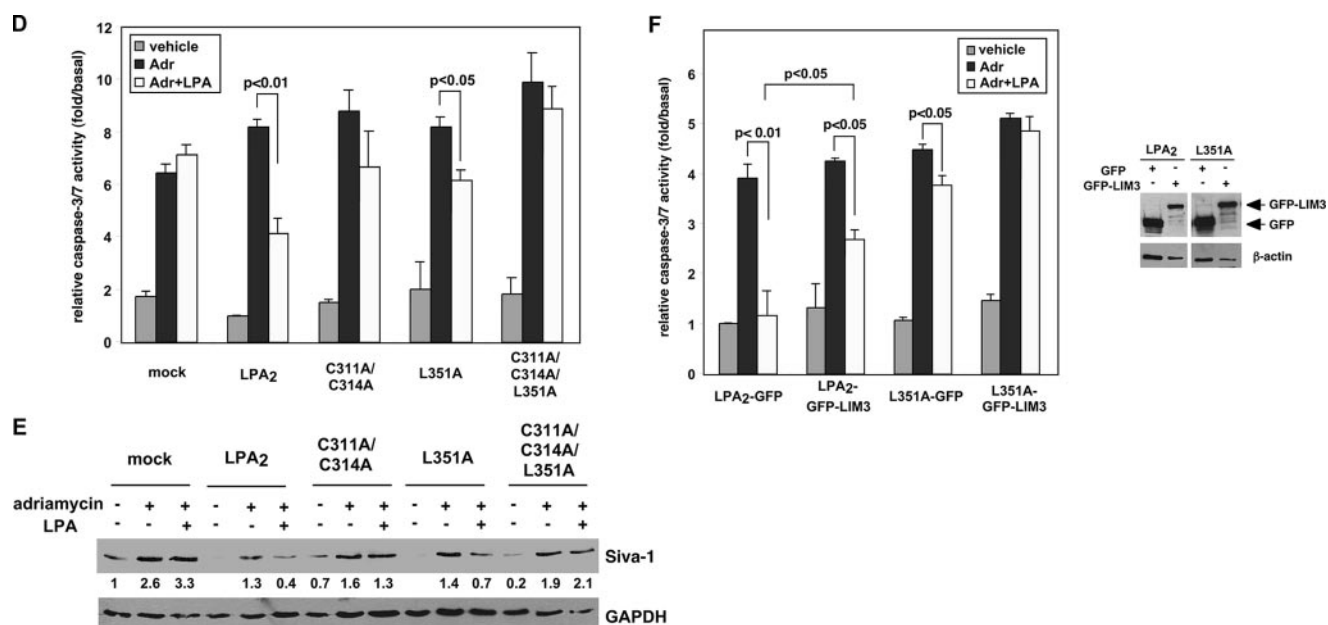 D
relative caspase-3/7 activity (fold/basal)
12
10
8
6
4
2
0
vehicle
Adr
Adr+LPA
p<0.01
p<0.05
mock
LPA2
C311A/
C314A
L351A
C311A/
C314A/
L351A
F
relative caspase-3/7 activity (fold/basal)
6
5
4
3
2
1
0
vehicle
Adr
Adr+LPA
p<0.05
p< 0.01
p<0.05
p<0.05
LPA2-GFP
LPA2-
GFP-LIM3
L351A-GFP
L351A-
GFP-LIM3
LPA2 L351A
GFP + - + -
GFP-LIM3 - + - +
GFP-LIM3
GFP
β-actin
E
mock
LPA2
C311A/
C314A
L351A
C311A/
C314A/
L351A
adriamycin - + + - + + - + + - + + - + +
LPA - - + - - + - - + - - + - - +
Siva-1
1 2.6 3.3 1.3 0.4 0.7 1.6 1.3 1.4 0.7 0.2 1.9 2.1
GAPDH